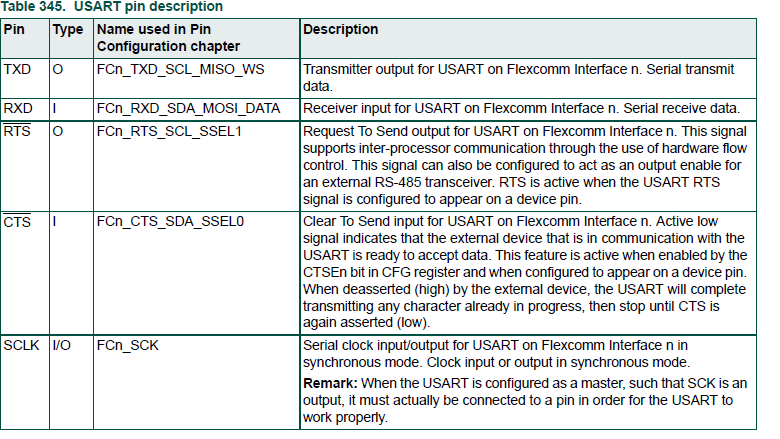 Table 345. USART pin description
Pin Type Name used in Pin Description
Configuration chapter
TXD O FCn_TXD_SCL_MISO_WS Transmitter output for USART on Flexcomm Interface n. Serial transmit
data.
RXD I FCn_RXD_SDA_MOSI_DATA Receiver input for USART on Flexcomm Interface n. Serial receive data.
RTS O FCn_RTS_SCL_SSEL1 Request To Send output for USART on Flexcomm Interface n. This signal
supports inter-processor communication through the use of hardware flow
control. This signal can also be configured to act as an output enable for
an external RS-485 transceiver. RTS is active when the USART RTS
signal is configured to appear on a device pin.
CTS I FCn_CTS_SDA_SSEL0 Clear To Send input for USART on Flexcomm Interface n. Active low
signal indicates that the external device that is in communication with the
USART is ready to accept data. This feature is active when enabled by the
CTSEn bit in CFG register and when configured to appear on a device pin.
When deasserted (high) by the external device, the USART will complete
transmitting any character already in progress, then stop until CTS is
again asserted (low).
SCLK I/O FCn_SCK Serial clock input/output for USART on Flexcomm Interface n in
synchronous mode. Clock input or output in synchronous mode.
Remark: When the USART is configured as a master, such that SCK is an
output, it must actually be connected to a pin in order for the USART to
work properly.